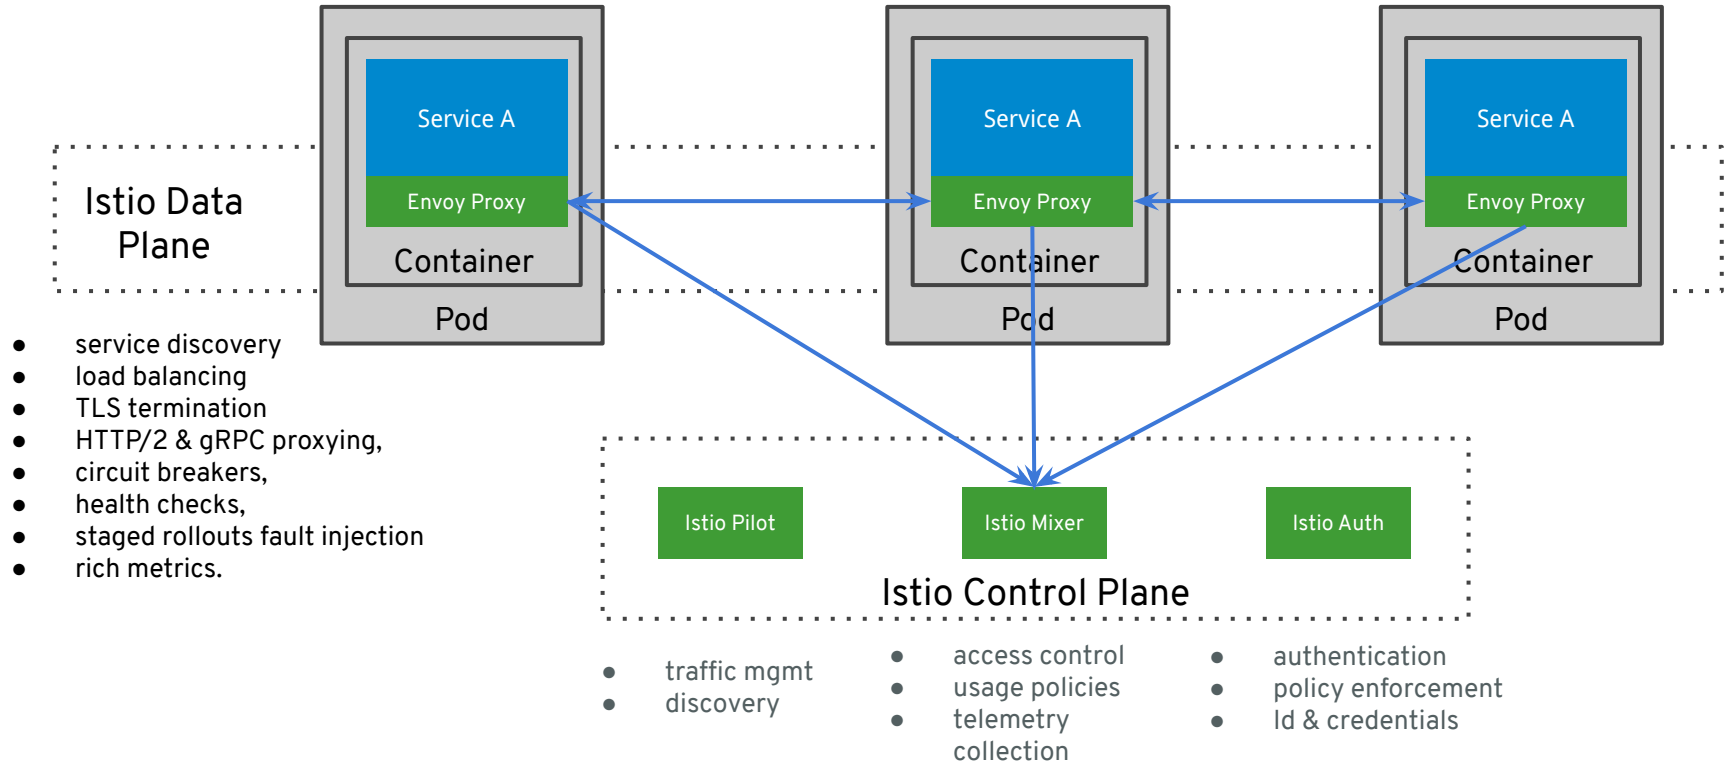 Service A
Service A
Service A
Istio Data
Plane
Envoy Proxy
Envoy Proxy
Envoy Proxy
Container
Container
Container
Pod
Pod
Pod
● service discovery
● load balancing
● TLS termination
● HTTP/2 & gRPC proxying,
● circuit breakers,
● health checks,
● staged rollouts fault injection
● rich metrics.
Istio Pilot
Istio Mixer
Istio Auth
Istio Control Plane
● traffic mgmt
● discovery
● access control
● usage policies
● telemetry
collection
● authentication
● policy enforcement
● Id & credentials